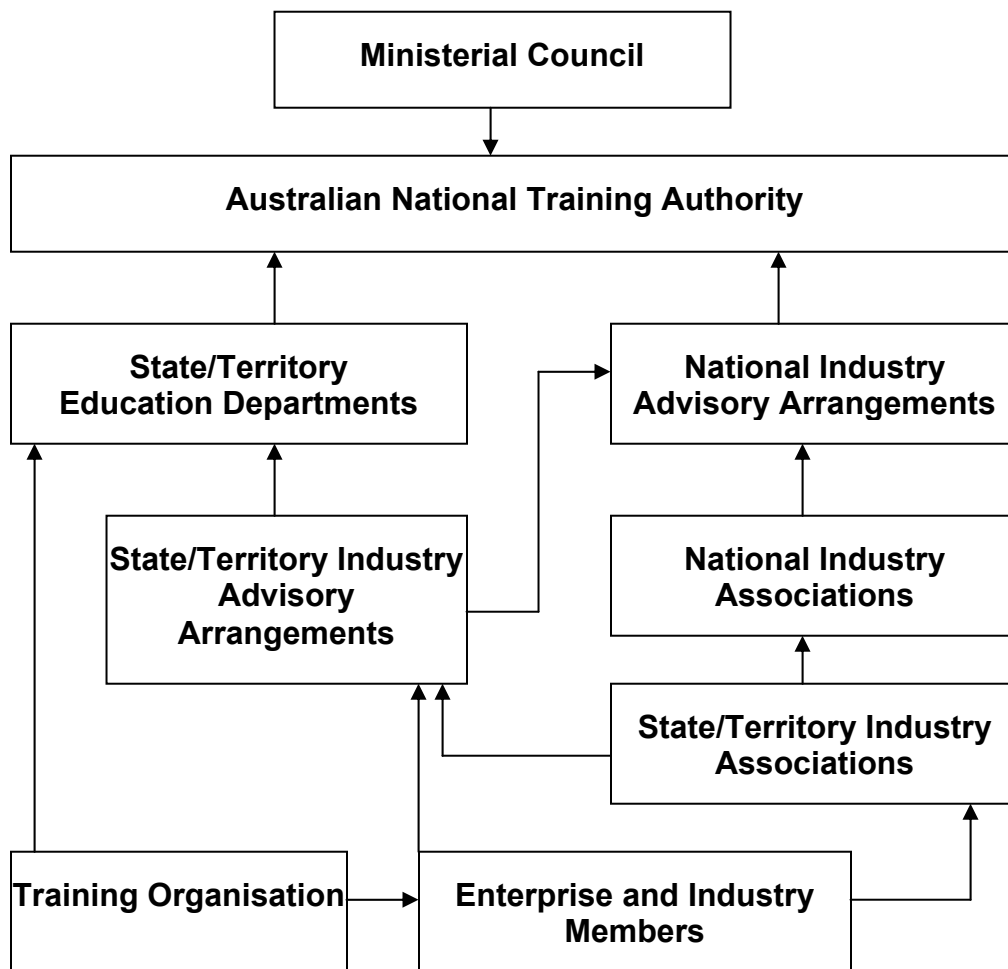 Ministerial Council
Australian National Training Authority
State/Territory
Education Departments
National Industry
Advisory Arrangements
State/Territory Industry
Advisory
Arrangements
National Industry
Associations
State/Territory Industry
Associations
Training Organisation
Enterprise and Industry
Members